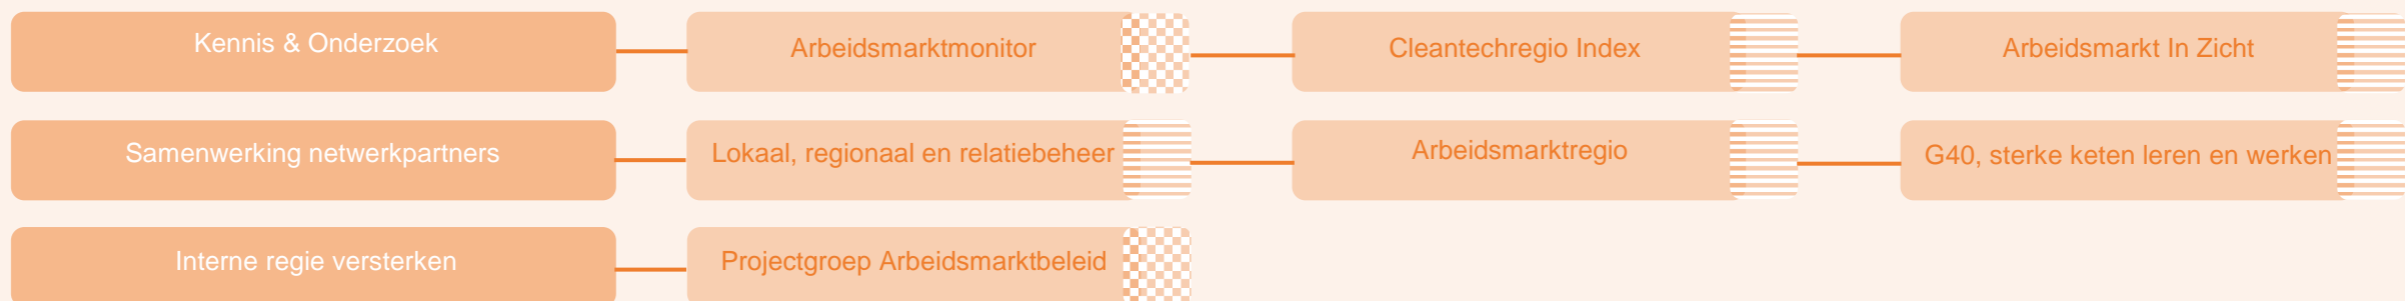 Kennis & Onderzoek
Arbeidsmarktmonitor
Cleantechregio Index
Arbeidsmarkt In Zicht
Samenwerking netwerkpartners
Lokaal, regionaal en relatiebeheer
Arbeidsmarktregio
G40, sterke keten leren en werken
Interne regie versterken
Projectgroep Arbeidsmarktbeleid